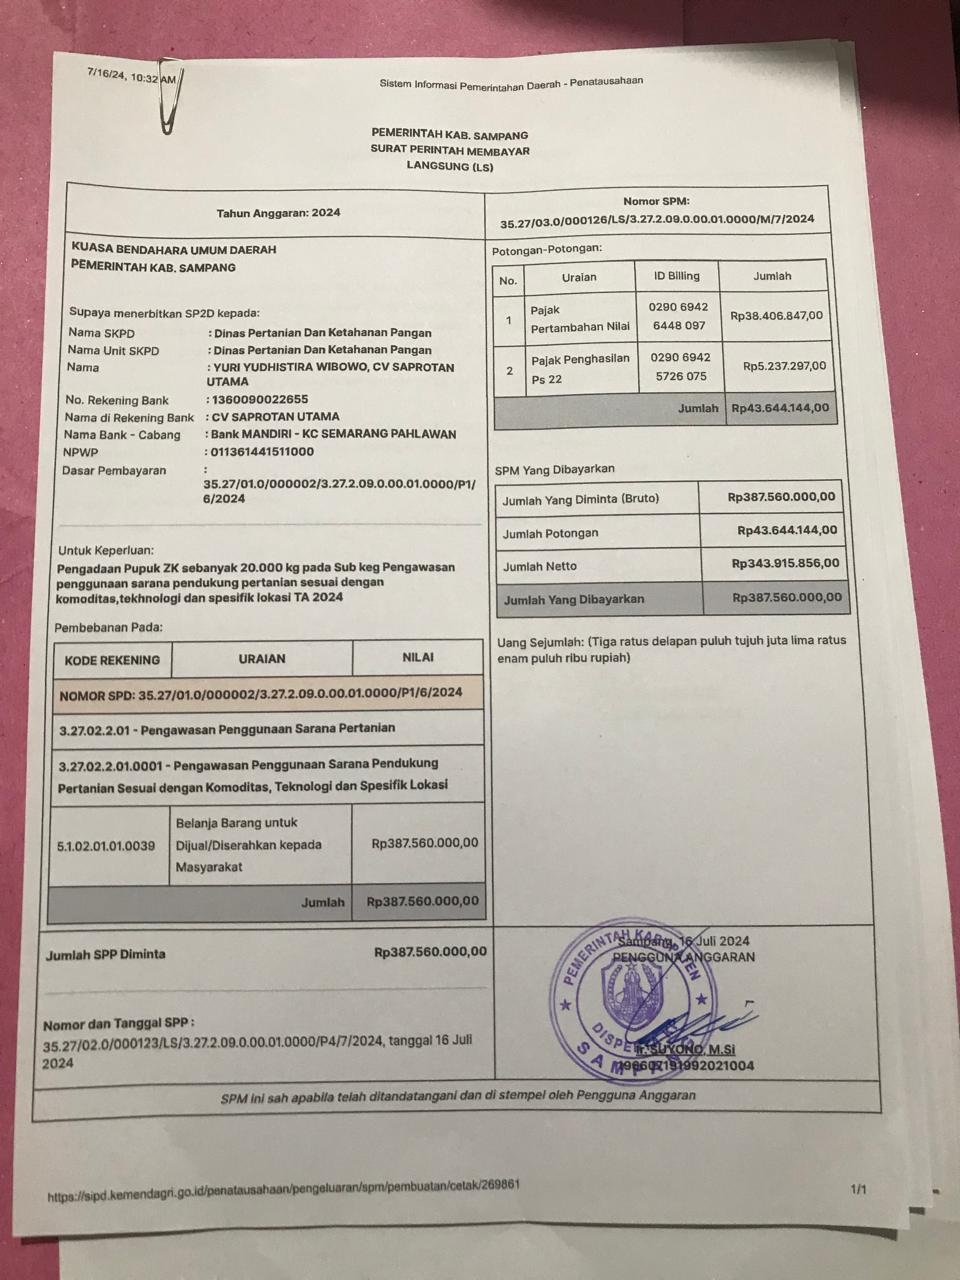 7/16/24, 10:32 AM
Sistem Informasi Pemerintahan Daerah - Penatausahaan
PEMERINTAH KAB. SAMPANG
SURAT PERINTAH MEMBAYAR
LANGSUNG (LS)
Tahun Anggaran: 2024
Nomor SPM:
35.27/03.0/000126/LS/3.27.2.09.0.00.01.0000/M/7/2024
KUASA BENDAHARA UMUM DAERAH
PEMERINTAH KAB. SAMPANG
Supaya menerbitkan SP2D kepada:
Nama SKPD : Dinas Pertanian Dan Ketahanan Pangan
Nama Unit SKPD : Dinas Pertanian Dan Ketahanan Pangan
Nama : YURI YUDHISTIRA WIBOWO, CV SAPROTAN
UTAMA
No. Rekening Bank : 1360090022655
Nama di Rekening Bank : CV SAPROTAN UTAMA
Nama Bank - Cabang : Bank MANDIRI - KC SEMARANG PAHLAWAN
NPWP : 011361441511000
Dasar Pembayaran :
35.27/01.0/000002/3.27.2.09.0.00.01.0000/P1/
6/2024
Untuk Keperluan:
Pengadaan Pupuk ZK sebanyak 20.000 kg pada Sub keg Pengawasan
penggunaan sarana pendukung pertanian sesuai dengan
komoditas,tekhnologi dan spesifik lokasi TA 2024
Pembebanan Pada:
KODE REKENING URAIAN NILAI
NOMOR SPD: 35.27/01.0/000002/3.27.2.09.0.00.01.0000/P1/6/2024
3.27.02.2.01 - Pengawasan Penggunaan Sarana Pertanian
3.27.02.2.01.0001 - Pengawasan Penggunaan Sarana Pendukung
Pertanian Sesuai dengan Komoditas, Teknologi dan Spesifik Lokasi
5.1.02.01.01.0039 Belanja Barang untuk
Dijual/Diserahkan kepada
Masyarakat Rp387.560.000,00
Jumlah Rp387.560.000,00
Jumlah SPP Diminta Rp387.560.000,00
Nomor dan Tanggal SPP :
35.27/02.0/000123/LS/3.27.2.09.0.00.01.0000/P4/7/2024, tanggal 16 Juli
2024
Potongan-Potongan:
No. Uraian ID Billing Jumlah
1 Pajak
Pertambahan Nilai 0290 6942
6448 097 Rp38.406.847,00
2 Pajak Penghasilan
Ps 22 0290 6942
5726 075 Rp5.237.297,00
Jumlah Rp43.644.144,00
SPM Yang Dibayarkan
Jumlah Yang Diminta (Bruto) Rp387.560.000,00
Jumlah Potongan Rp43.644.144,00
Jumlah Netto Rp343.915.856,00
Jumlah Yang Dibayarkan Rp387.560.000,00
Uang Sejumlah: (Tiga ratus delapan puluh tujuh juta lima ratus
enam puluh ribu rupiah)
Sampang, 16 Juli 2024
PENGGUNA ANGGARAN
PEMERINTAH KABUPATEN
SAMPANG
Ir. SUYONO, M.Si
196607191992021004
SPM ini sah apabila telah ditandatangani dan di stempel oleh Pengguna Anggaran
https://sipd.kemendagri.go.id/penatausahaan/pengeluaran/spm/pembuatan/cetak/269861
1/1